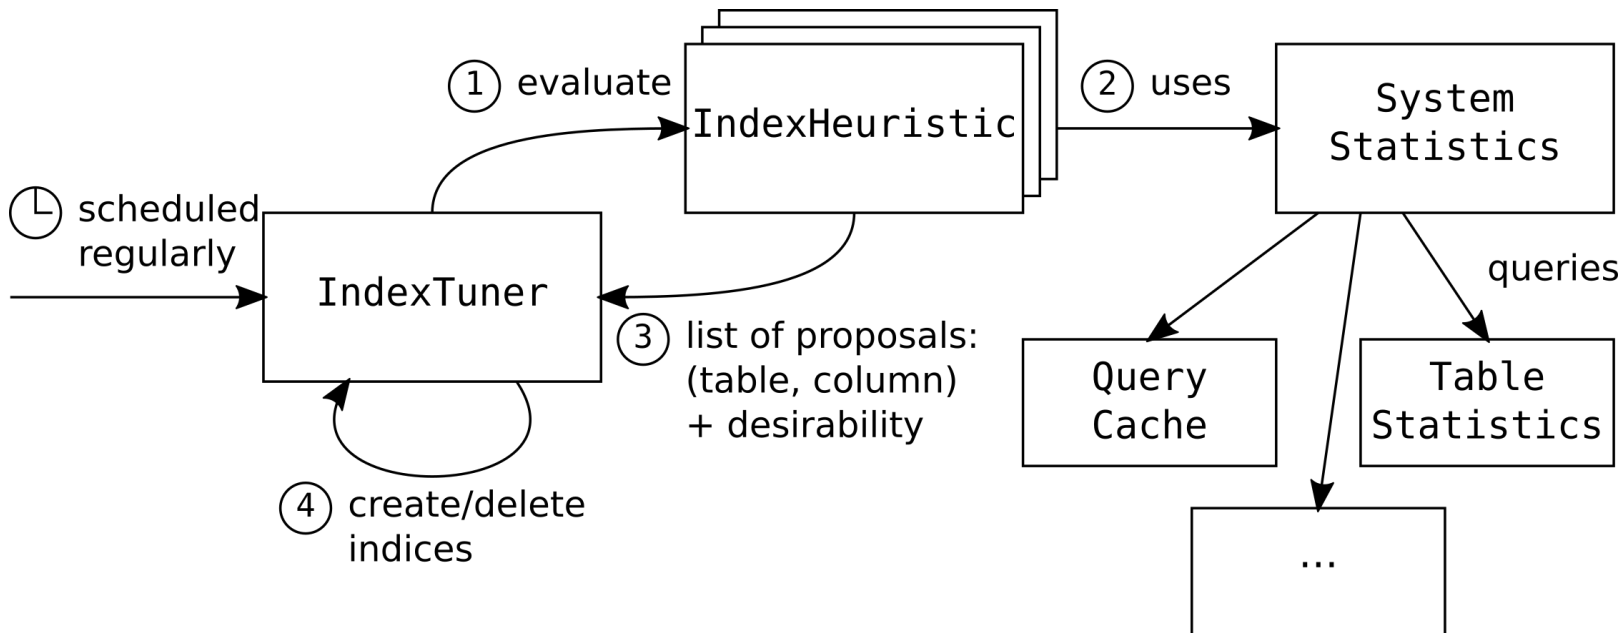 1 evaluate
IndexHeuristic
2 uses
System
Statistics
scheduled
regularly
IndexTuner
queries
3 list of proposals:
(table, column)
+ desirability
Query
Cache
Table
Statistics
4 create/delete
indices
...